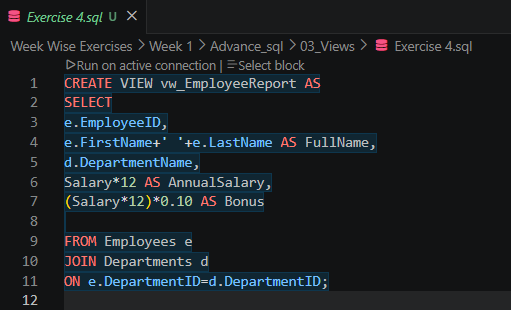 Exercise 4.sql U ×
Week Wise Exercises > Week 1 > Advance_sql > 03_Views > Exercise 4.sql
Run on active connection | Select block
1 CREATE VIEW vw_EmployeeReport AS
2 SELECT
3 e.EmployeeID,
4 e.FirstName+' '+e.LastName AS FullName,
5 d.DepartmentName,
6 Salary*12 AS AnnualSalary,
7 (Salary*12)*0.10 AS Bonus
8
9 FROM Employees e
10 JOIN Departments d
11 ON e.DepartmentID=d.DepartmentID;
12